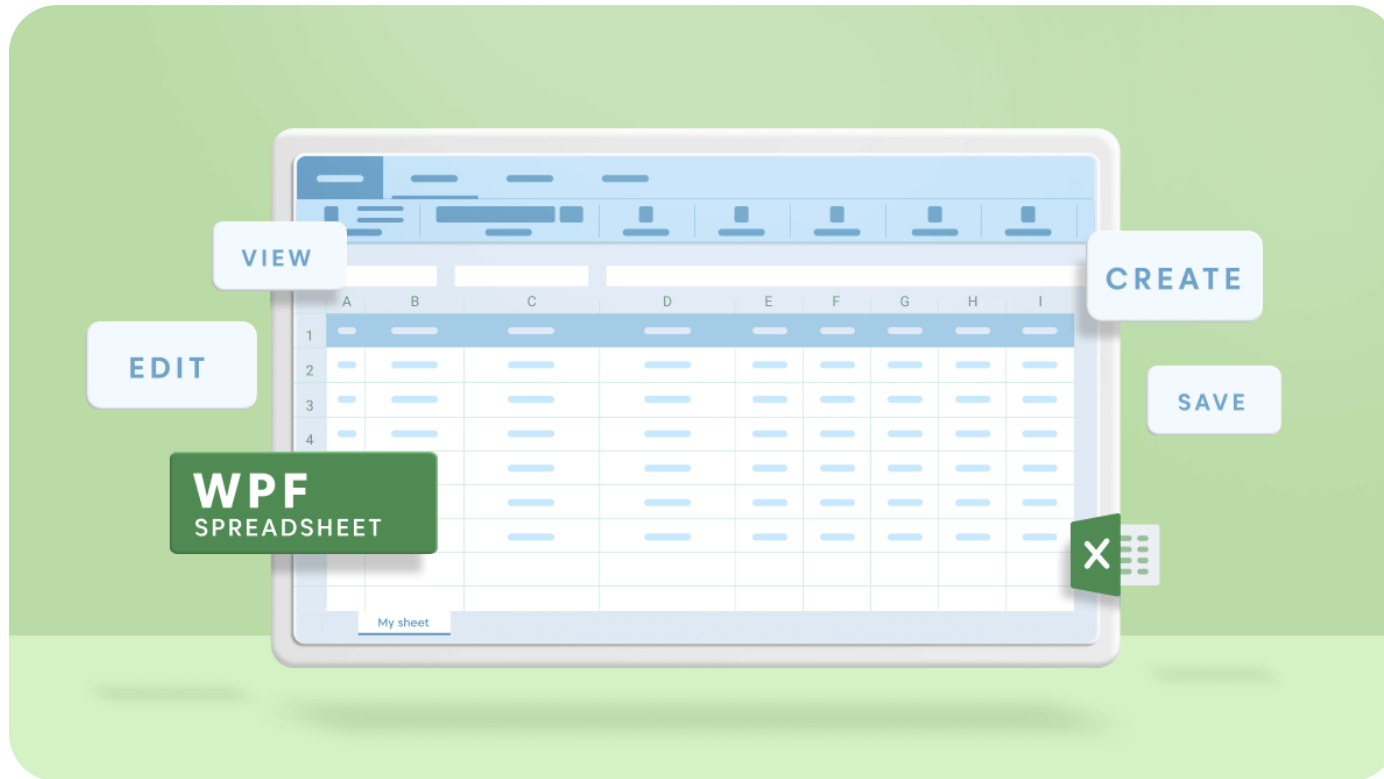 VIEW
CREATE
A B C D E F G H I
1
EDIT
2
SAVE
3
4
WPF
SPREADSHEET
X
My sheet